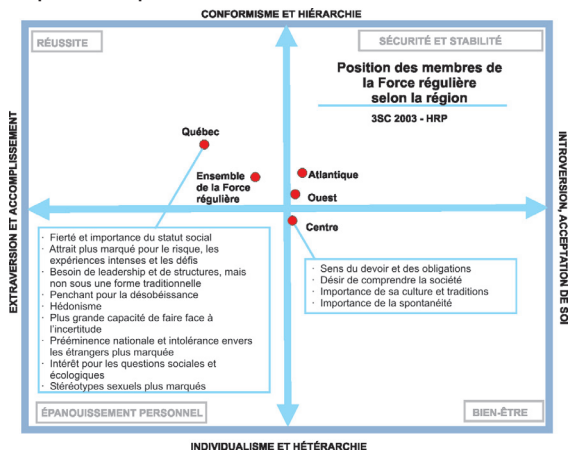 CONFORMISME ET HIÉRARCHIE
RÉUSSITE
SÉCURITÉ ET STABILITÉ
Position des membres de
la Force régulière
selon la région
3SC 2003 - HRP
EXTRAVERSION ET ACCOMPLISSEMENT
INTROVERSION, ACCEPTATION DE SOI
Québec
Ensemble
de la Force
régulière
Atlantique
Ouest
Centre
· Fierté et importance du statut social
· Attrait plus marqué pour le risque, les
expériences intenses et les défis
· Besoin de leadership et de structures, mais
non sous une forme traditionnelle
· Penchant pour la désobéissance
· Hédonisme
· Plus grande capacité de faire face à
l'incertitude
· Prééminence nationale et intolérance envers
les étrangers plus marquée
· Intérêt pour les questions sociales et
écologiques
· Stéréotypes sexuels plus marqués
· Sens du devoir et des obligations
· Désir de comprendre la société
· Importance de sa culture et traditions
· Importance de la spontanéité
ÉPANOUISSEMENT PERSONNEL
BIEN-ÊTRE
INDIVIDUALISME ET HÉTÉRARCHIE